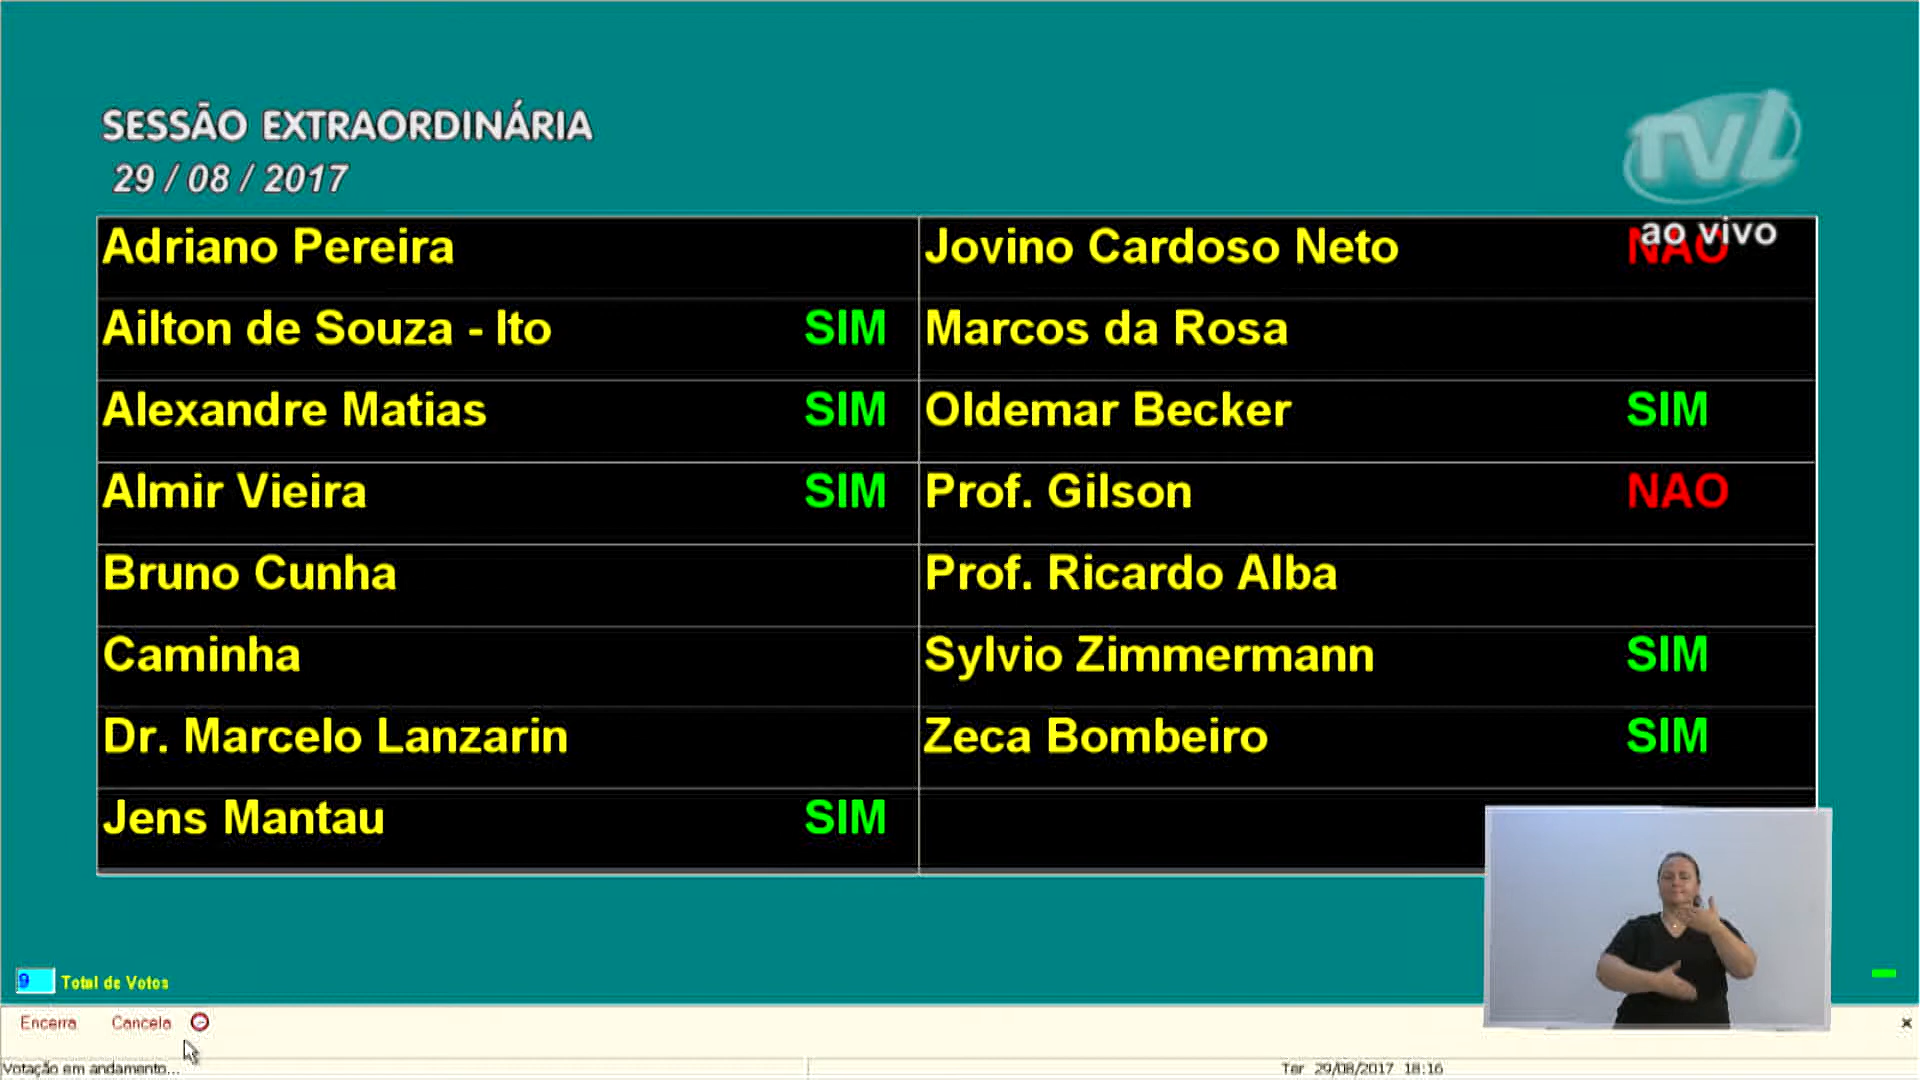 SESSÃO EXTRAORDINÁRIA
29 / 08 / 2017
TVL
ao vivo
Adriano Pereira
Jovino Cardoso Neto NAO
Ailton de Souza - Ito SIM
Marcos da Rosa
Alexandre Matias SIM
Oldemar Becker SIM
Almir Vieira SIM
Prof. Gilson NAO
Bruno Cunha
Prof. Ricardo Alba
Caminha
Sylvio Zimmermann SIM
Dr. Marcelo Lanzarin
Zeca Bombeiro SIM
Jens Mantau SIM
9 Total de Votos
Encerra Cancela
Votação em andamento...
Ter 29/08/2017 18:16